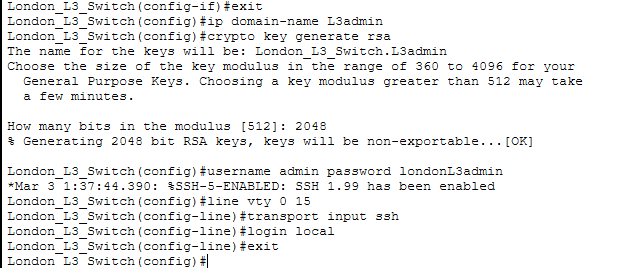 London_L3_Switch(config-if)#exit
London_L3_Switch(config)#ip domain-name L3admin
London_L3_Switch(config)#crypto key generate rsa
The name for the keys will be: London_L3_Switch.L3admin
Choose the size of the key modulus in the range of 360 to 4096 for your
  General Purpose Keys. Choosing a key modulus greater than 512 may take
  a few minutes.
How many bits in the modulus [512]: 2048
% Generating 2048 bit RSA keys, keys will be non-exportable...[OK]
London_L3_Switch(config)#username admin password londonL3admin
*Mar 3 1:37:44.390: %SSH-5-ENABLED: SSH 1.99 has been enabled
London_L3_Switch(config)#line vty 0 15
London_L3_Switch(config-line)#transport input ssh
London_L3_Switch(config-line)#login local
London_L3_Switch(config-line)#exit
London_L3_Switch(config)#